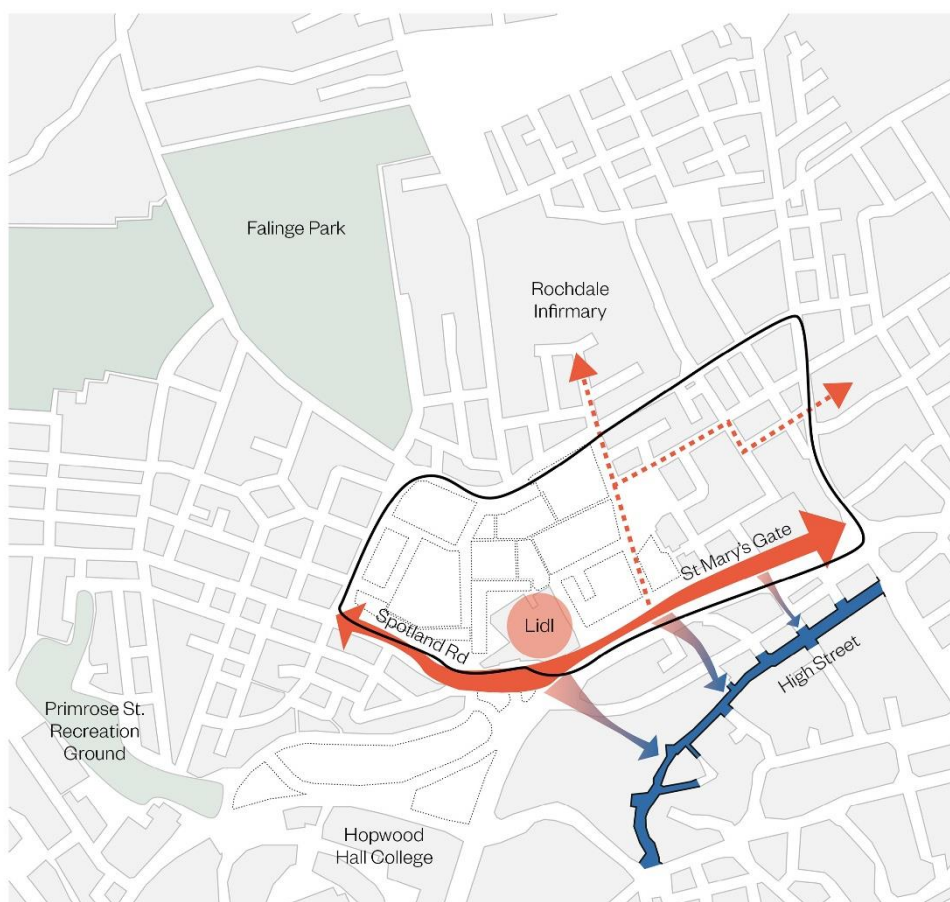 Falinge Park
Rochdale
Infirmary
St Mary's Gate
Spotland Rd
Lidl
High Street
Primrose St.
Recreation
Ground
Hopwood
Hall College